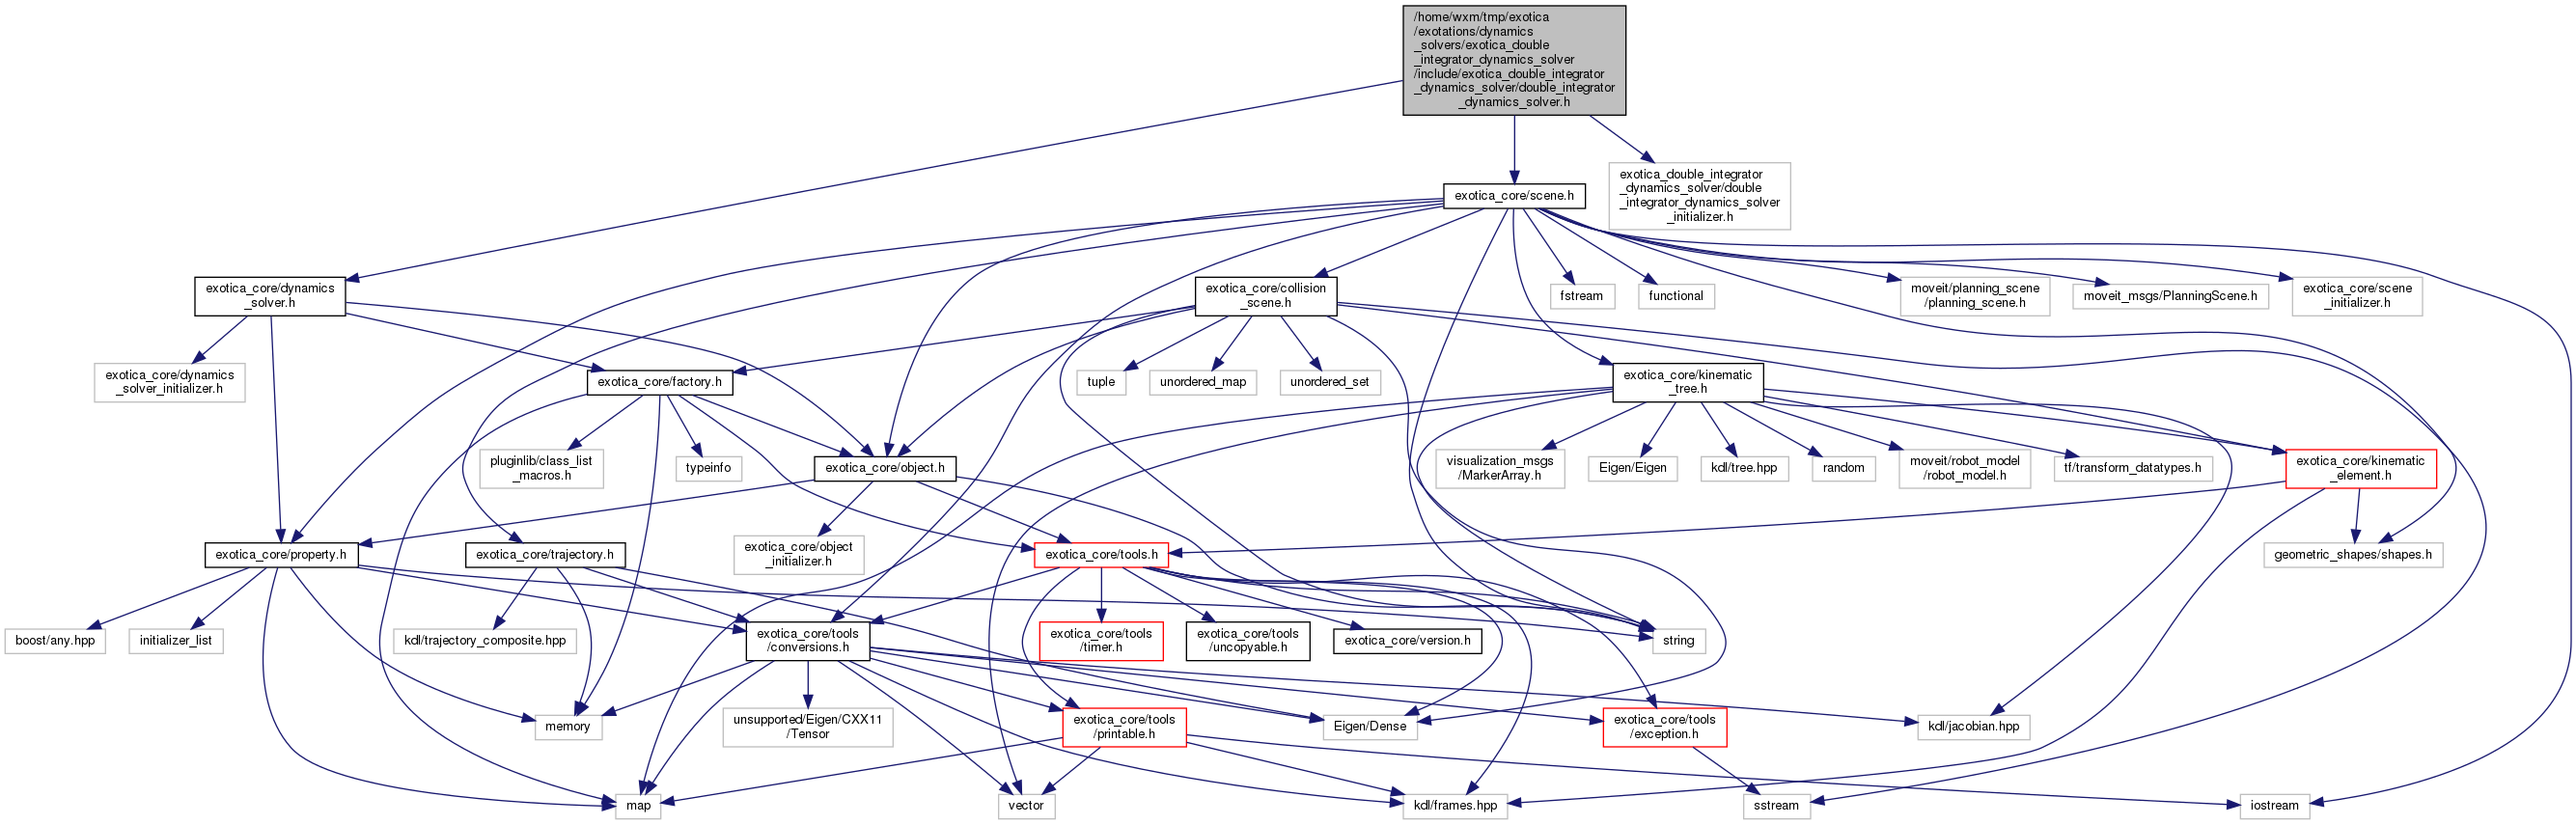 /home/wxm/tmp/exotica
/exotations/dynamics
_solvers/exotica_double
_integrator_dynamics_solver
/include/exotica_double_integrator
_dynamics_solver/double_integrator
_dynamics_solver.h
exotica_core/scene.h
exotica_double_integrator
_dynamics_solver/double
_integrator_dynamics_solver
_initializer.h
exotica_core/dynamics
_solver.h
exotica_core/collision
_scene.h
fstream
functional
moveit/planning_scene
/planning_scene.h
moveit_msgs/PlanningScene.h
exotica_core/scene
_initializer.h
exotica_core/dynamics
_solver_initializer.h
exotica_core/factory.h
tuple
unordered_map
unordered_set
exotica_core/kinematic
_tree.h
pluginlib/class_list
_macros.h
typeinfo
exotica_core/object.h
visualization_msgs
/MarkerArray.h
Eigen/Eigen
kdl/tree.hpp
random
moveit/robot_model
/robot_model.h
tf/transform_datatypes.h
exotica_core/kinematic
_element.h
exotica_core/property.h
exotica_core/trajectory.h
exotica_core/object
_initializer.h
exotica_core/tools.h
geometric_shapes/shapes.h
boost/any.hpp
initializer_list
kdl/trajectory_composite.hpp
exotica_core/tools
/conversions.h
exotica_core/tools
/timer.h
exotica_core/tools
/uncopyable.h
exotica_core/version.h
string
memory
unsupported/Eigen/CXX11
/Tensor
exotica_core/tools
/printable.h
Eigen/Dense
exotica_core/tools
/exception.h
kdl/jacobian.hpp
map
vector
kdl/frames.hpp
sstream
iostream